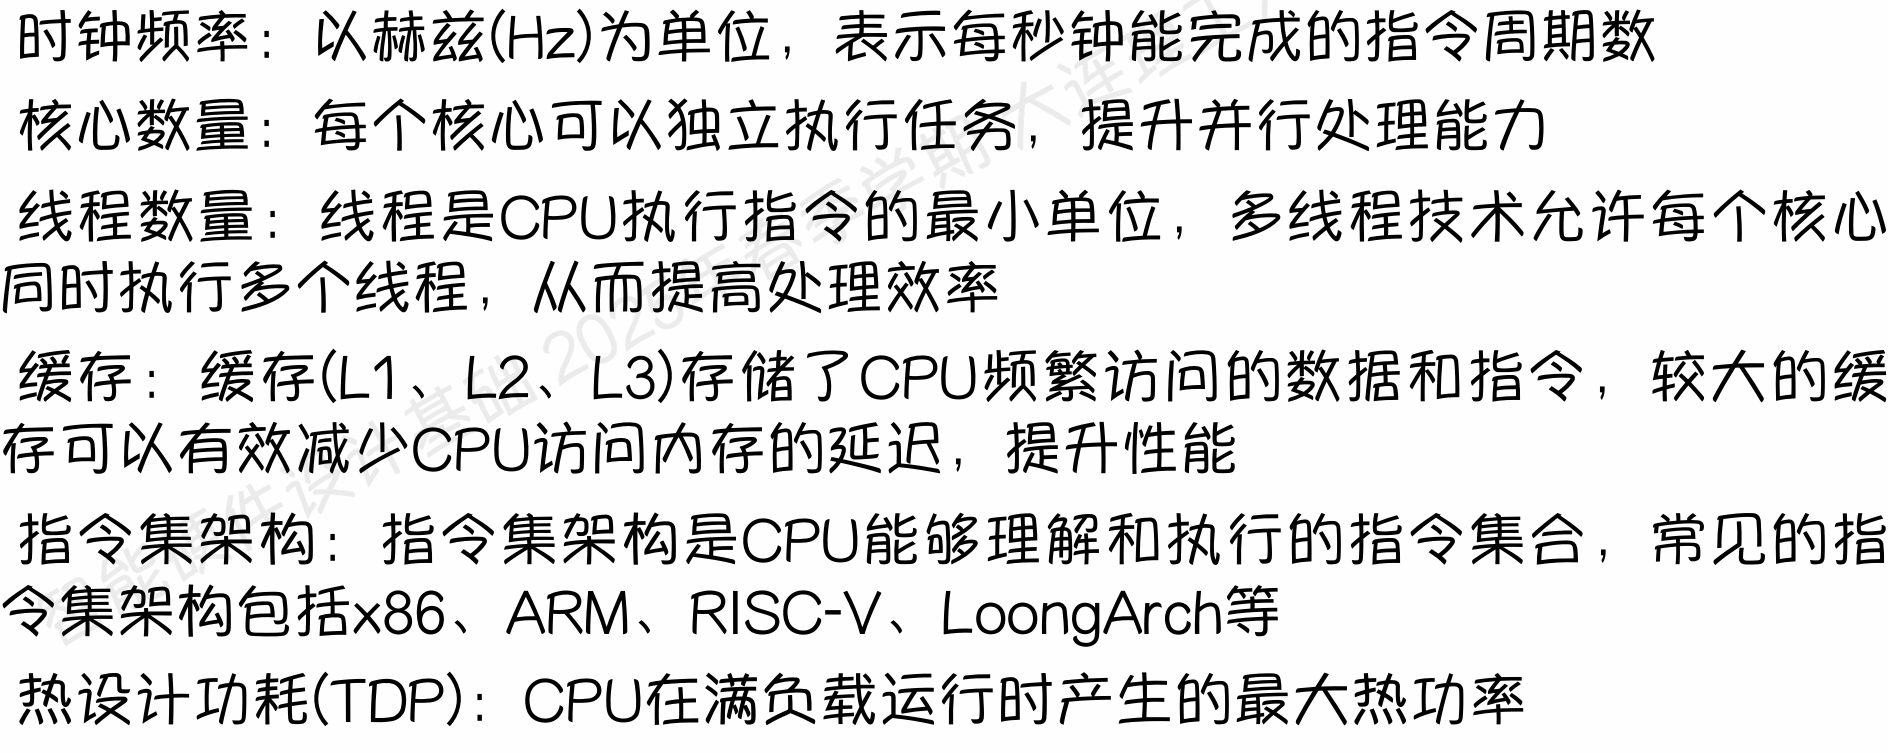 时钟频率：以赫兹(Hz)为单位，表示每秒钟能完成的指令周期数
核心数量：每个核心可以独立执行任务，提升并行处理能力
线程数量：线程是CPU执行指令的最小单位，多线程技术允许每个核心
同时执行多个线程，从而提高处理效率
缓存：缓存(L1、L2、L3)存储了CPU频繁访问的数据和指令，较大的缓
存可以有效减少CPU访问内存的延迟，提升性能
指令集架构：指令集架构是CPU能够理解和执行的指令集合，常见的指
令集架构包括x86、ARM、RISC-V、LoongArch等
热设计功耗(TDP)：CPU在满负载运行时产生的最大热功率